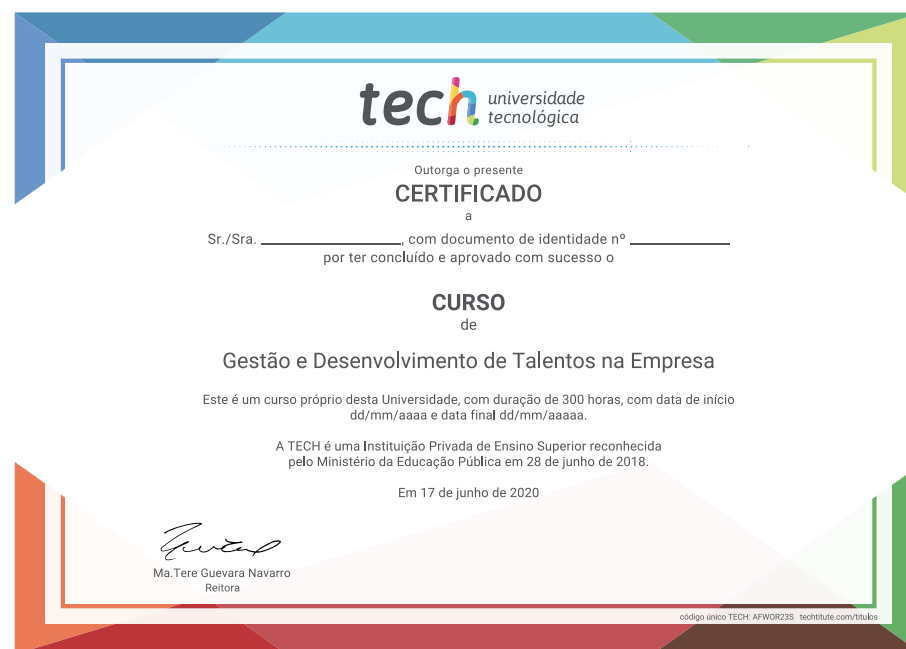 tech universidade
tecnológica
Outorga o presente
CERTIFICADO
a
Sr./Sra. ____________________, com documento de identidade nº ______________
por ter concluído e aprovado com sucesso o
CURSO
de
Gestão e Desenvolvimento de Talentos na Empresa
Este é um curso próprio desta Universidade, com duração de 300 horas, com data de início
dd/mm/aaaa e data final dd/mm/aaaaa.
A TECH é uma Instituição Privada de Ensino Superior reconhecida
pelo Ministério da Educação Pública em 28 de junho de 2018.
Em 17 de junho de 2020
Ma.Tere Guevara Navarro
Reitora
código único TECH: AFWOR23S techtitute.com/titulos